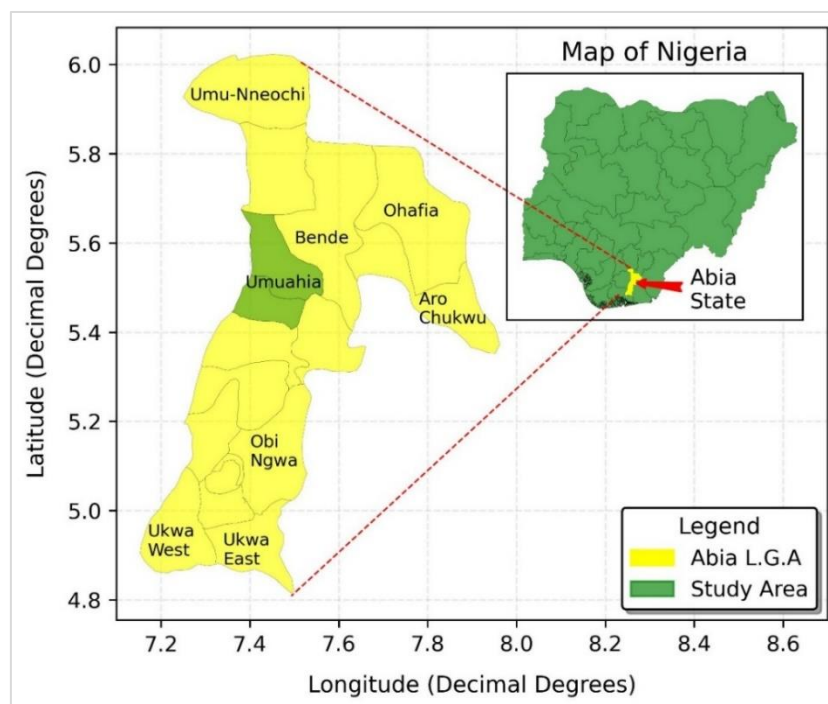 Map of Nigeria
Abia
State
Umu-Nneochi
Ohafia
Bende
Umuahia
Aro
Chukwu
Obi
Ngwa
Ukwa
West
Ukwa
East
Legend
Abia L.G.A
Study Area
Latitude (Decimal Degrees)
6.0
5.8
5.6
5.4
5.2
5.0
4.8
7.2 7.4 7.6 7.8 8.0 8.2 8.4 8.6
Longitude (Decimal Degrees)